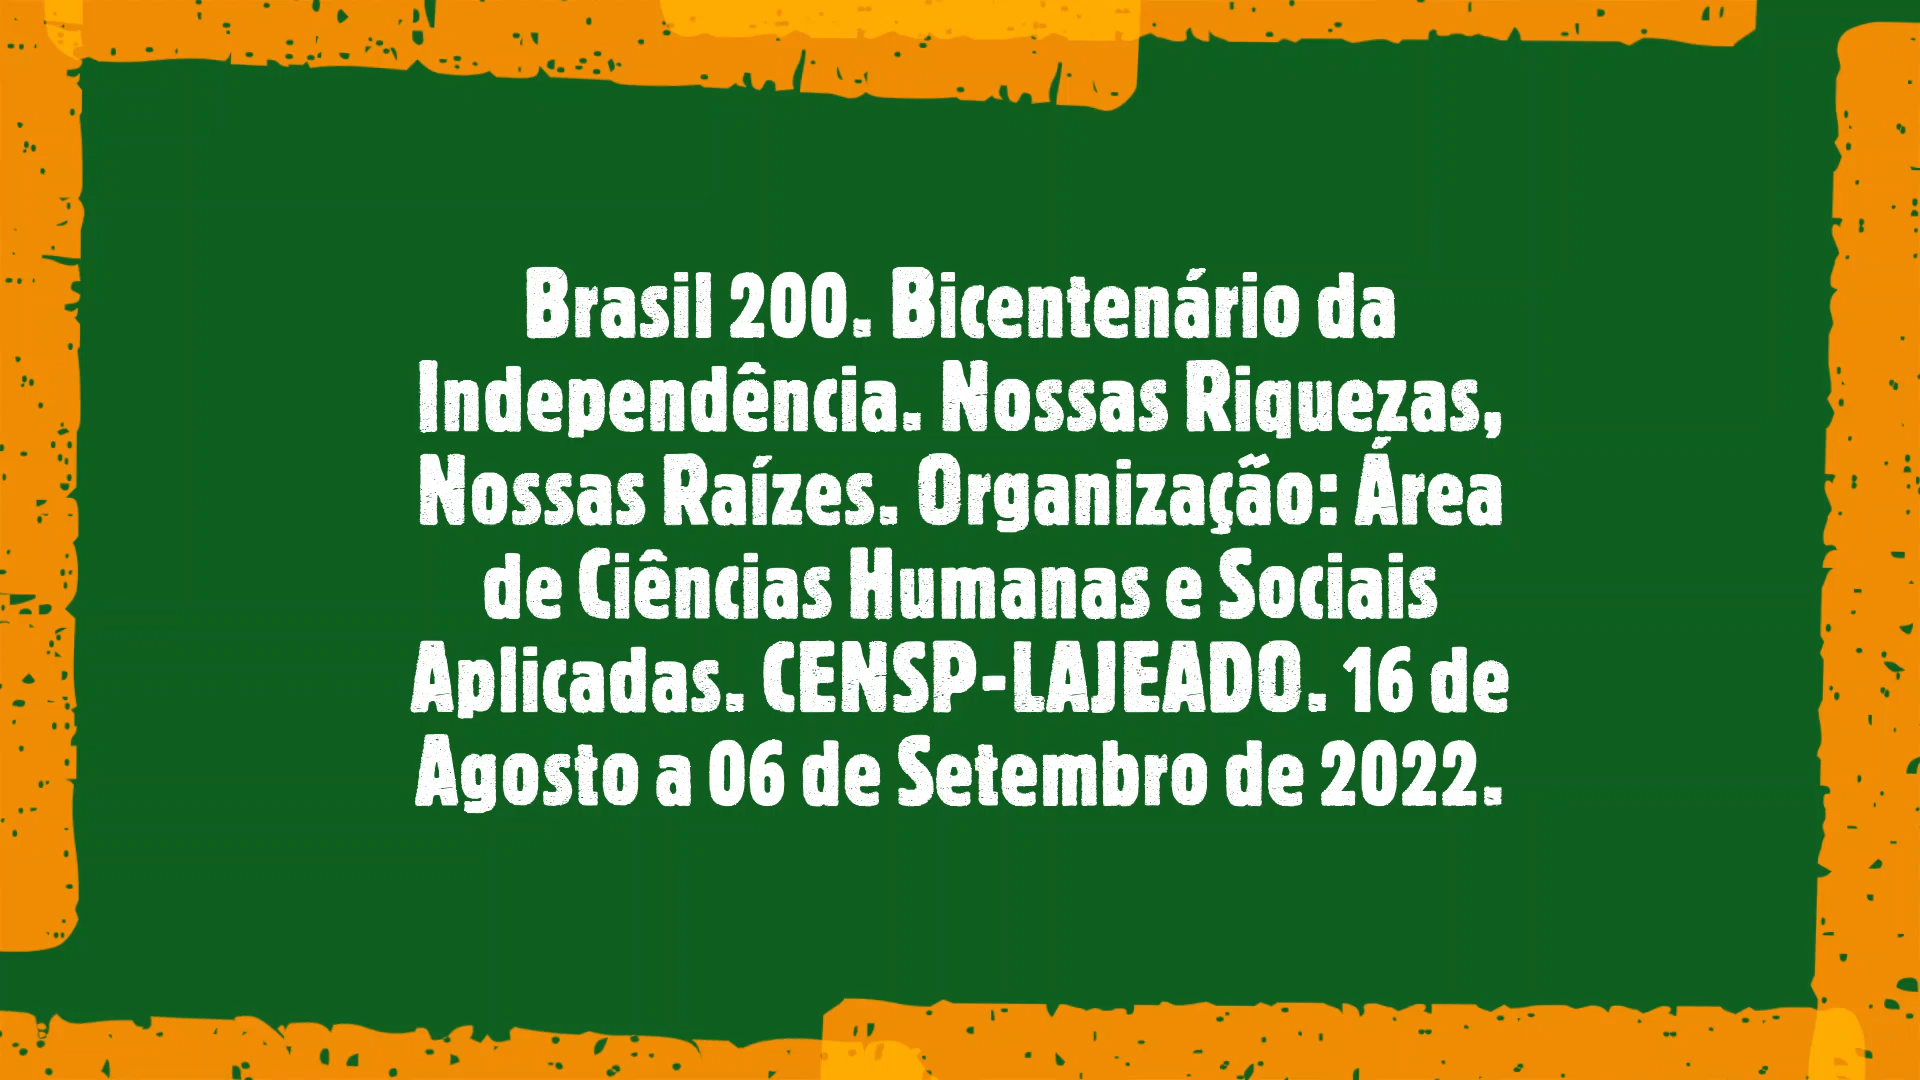 Brasil 200. Bicentenário da
Independência. Nossas Riquezas,
Nossas Raízes. Organização: Área
de Ciências Humanas e Sociais
Aplicadas. CENSP-LAJEADO. 16 de
Agosto a 06 de Setembro de 2022.